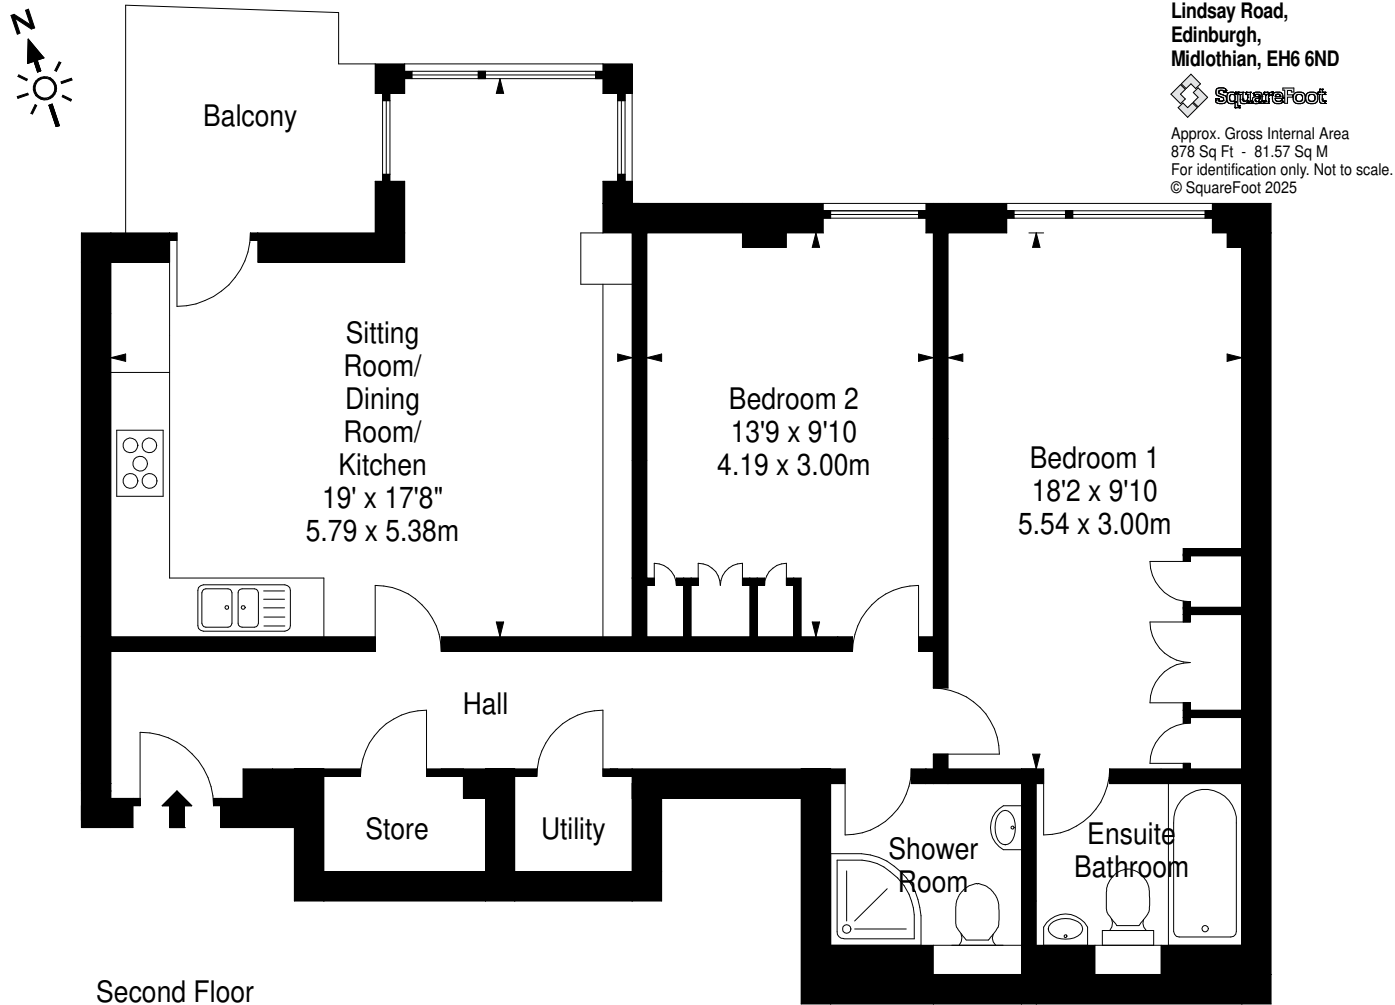 N
Lindsay Road,
Edinburgh,
Midlothian, EH6 6ND
SquareFoot
Approx. Gross Internal Area
878 Sq Ft - 81.57 Sq M
For identification only. Not to scale.
© SquareFoot 2025
Balcony
Sitting
Room/
Dining
Room/
Kitchen
19' x 17'8"
5.79 x 5.38m
Bedroom 2
13'9 x 9'10
4.19 x 3.00m
Bedroom 1
18'2 x 9'10
5.54 x 3.00m
Hall
Store
Utility
Shower
Room
Ensuite
Bathroom
Second Floor